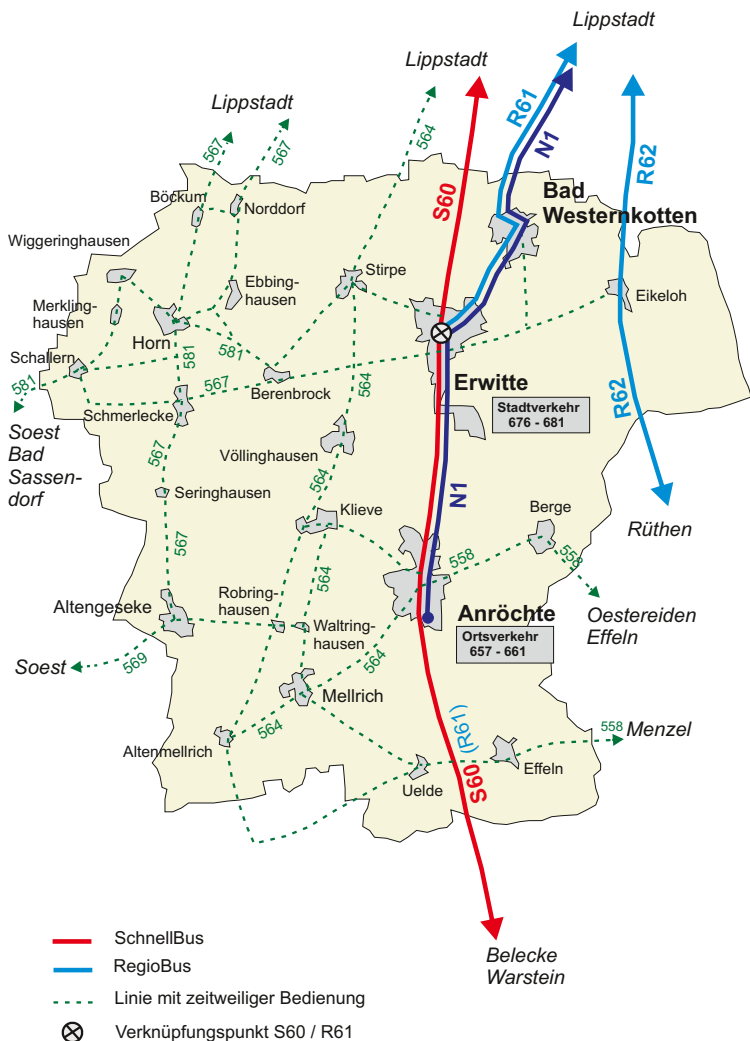 Lippstadt
Lippstadt
Lippstadt
R61
N1
564
567
567
S60
R62
Böckum
Norddorf
Bad
Westernkotten
Wiggeringhausen
Stirpe
Ebbing-
hausen
Eikeloh
Merkling-
hausen
Horn
Schallern
581
581
581
567
Berenbrock
564
Erwitte
Stadtverkehr
676 - 681
R62
Schmerlecke
Soest
Bad
Sassen-
dorf
567
Völlinghausen
564
Seringhausen
Klieve
N1
Berge
Rüthen
567
564
558
558
Robring-
hausen
Altengeseke
Waltring-
hausen
Anröchte
Ortsverkehr
657 - 661
Oestereiden
Effeln
Soest
569
564
Mellrich
564
Altenmellrich
S60 (R61)
558
Menzel
Uelde
Effeln
Belecke
Warstein
SchnellBus
RegioBus
Linie mit zeitweiliger Bedienung
Verknüpfungspunkt S60 / R61